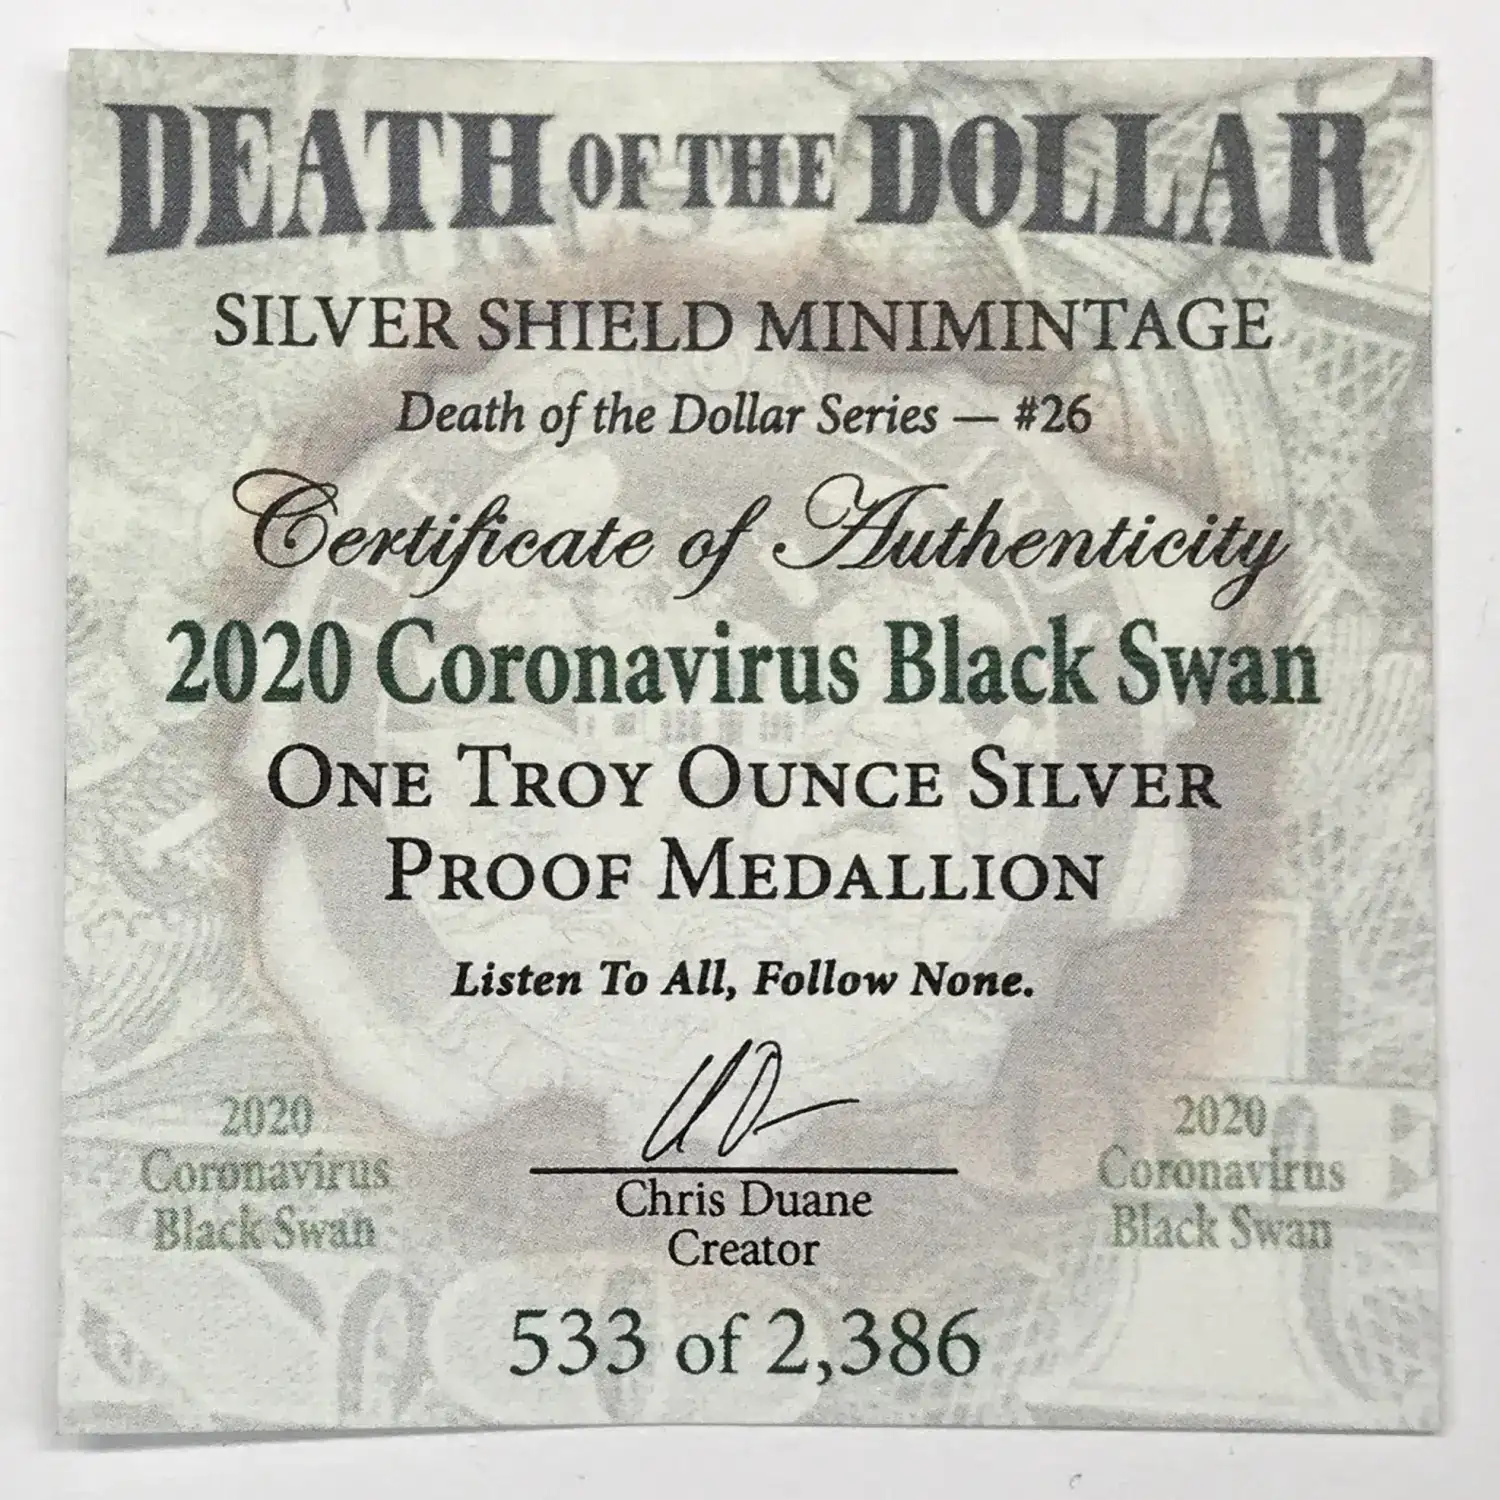 DEATH OF THE DOLLAR
SILVER SHIELD MINIMINTAGE
Death of the Dollar Series — #26
Certificate of Authenticity
2020 Coronavirus Black Swan
ONE TROY OUNCE SILVER
PROOF MEDALLION
Listen To All, Follow None.
2020
Coronavirus
Black Swan
Chris Duane
Creator
2020
Coronavirus
Black Swan
533 of 2,386